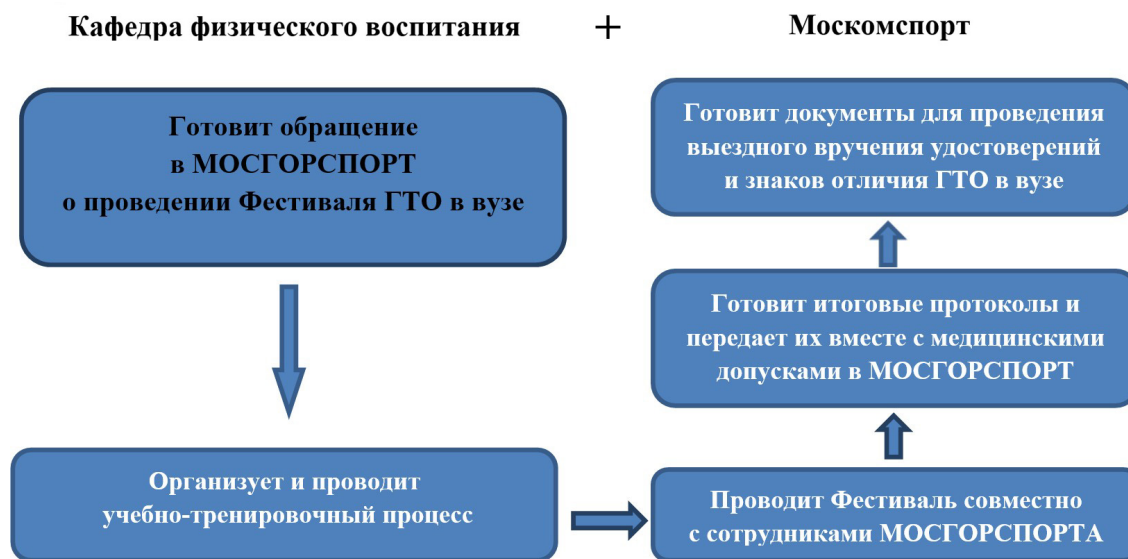 Кафедра физического воспитания + Москомспорт
Готовит обращение
в МОСГОРСПОРТ
о проведении Фестиваля ГТО в вузе
Организует и проводит
учебно-тренировочный процесс
Проводит Фестиваль совместно
с сотрудниками МОСГОРСПОРТА
Готовит итоговые протоколы и
передает их вместе с медицинскими
допусками в МОСГОРСПОРТ
Готовит документы для проведения
выездного вручения удостоверений
и знаков отличия ГТО в вузе